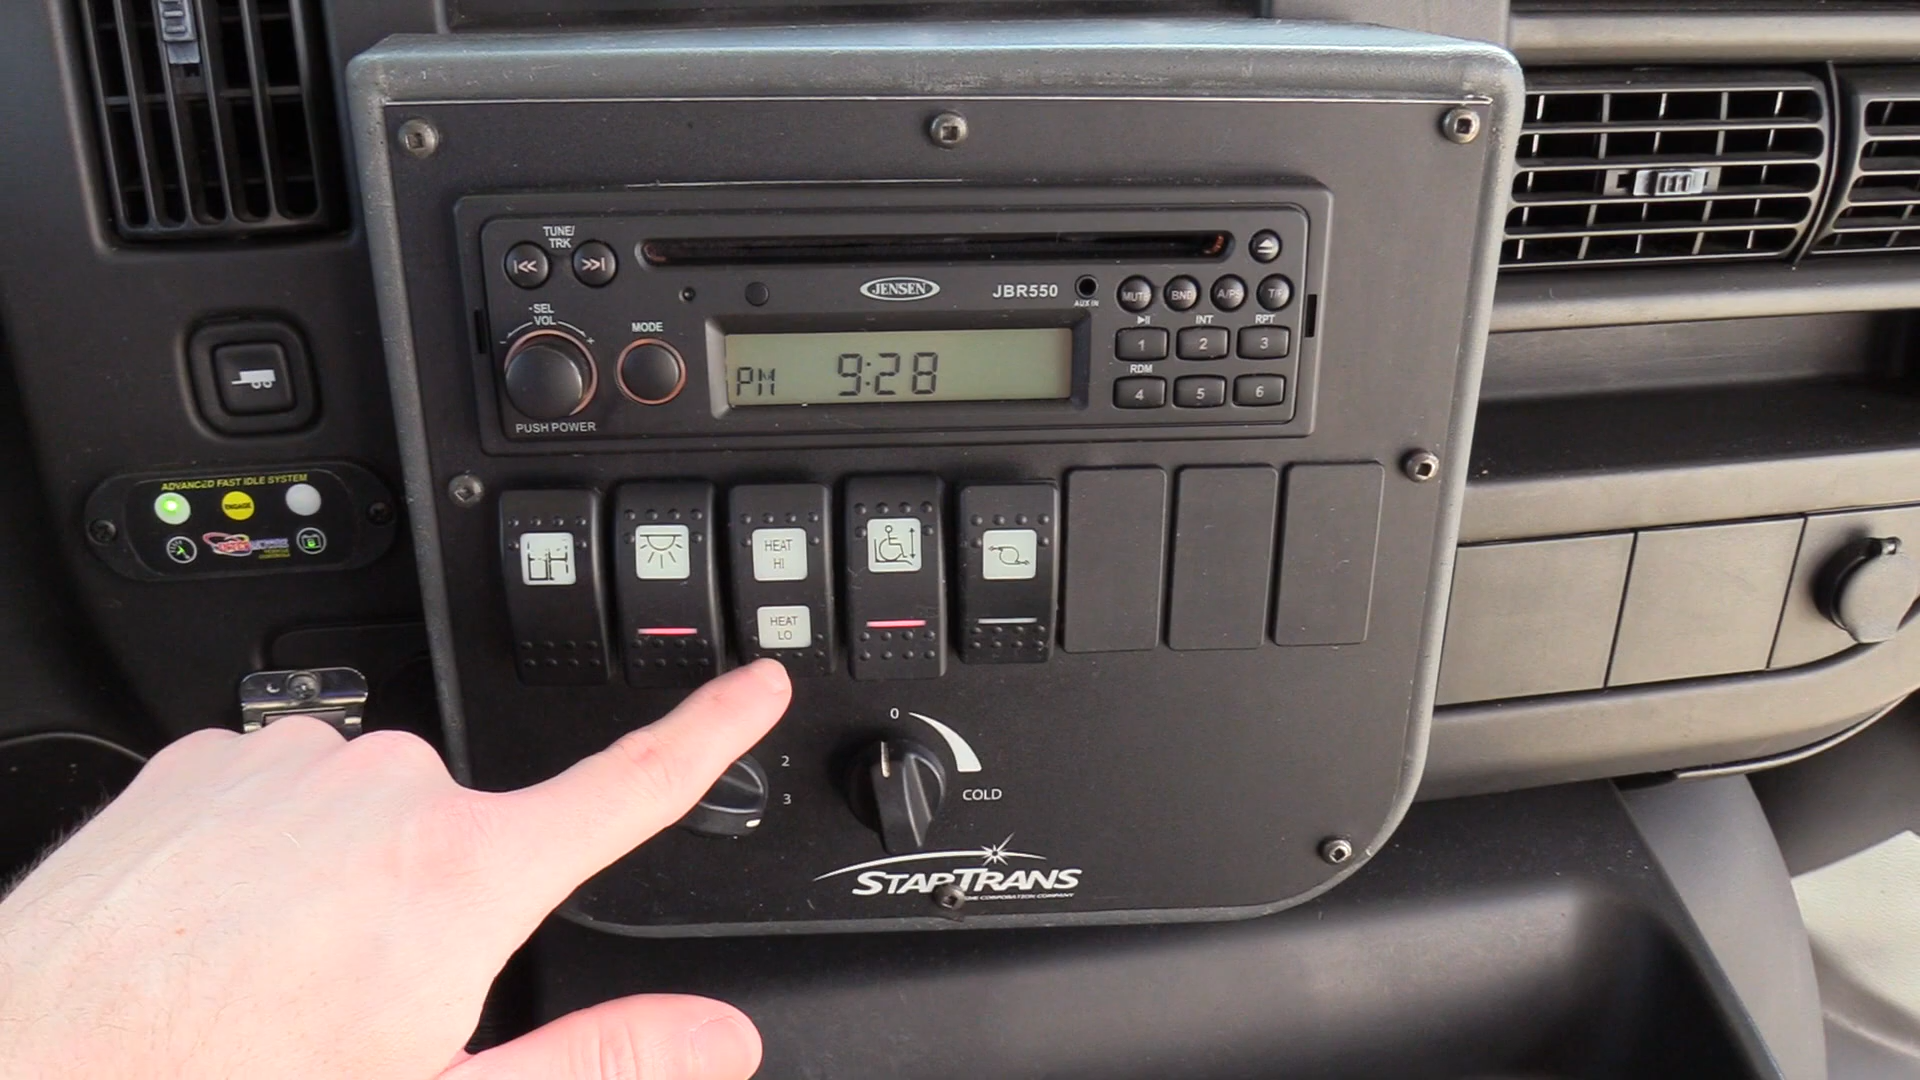 TUNE/
TRK
JENSEN
JBR550
AUX IN
MUTE
BND
A/PS
T/F
SEL
VOL
- +
MODE
INT
RPT
1
2
3
RDM
4
5
6
PM 9:28
PUSH POWER
ADVANCED FAST IDLE SYSTEM
ENGAGE
HEAT
HI
HEAT
LO
0
2
3
COLD
STARTRANS
CORPORATION COMPANY